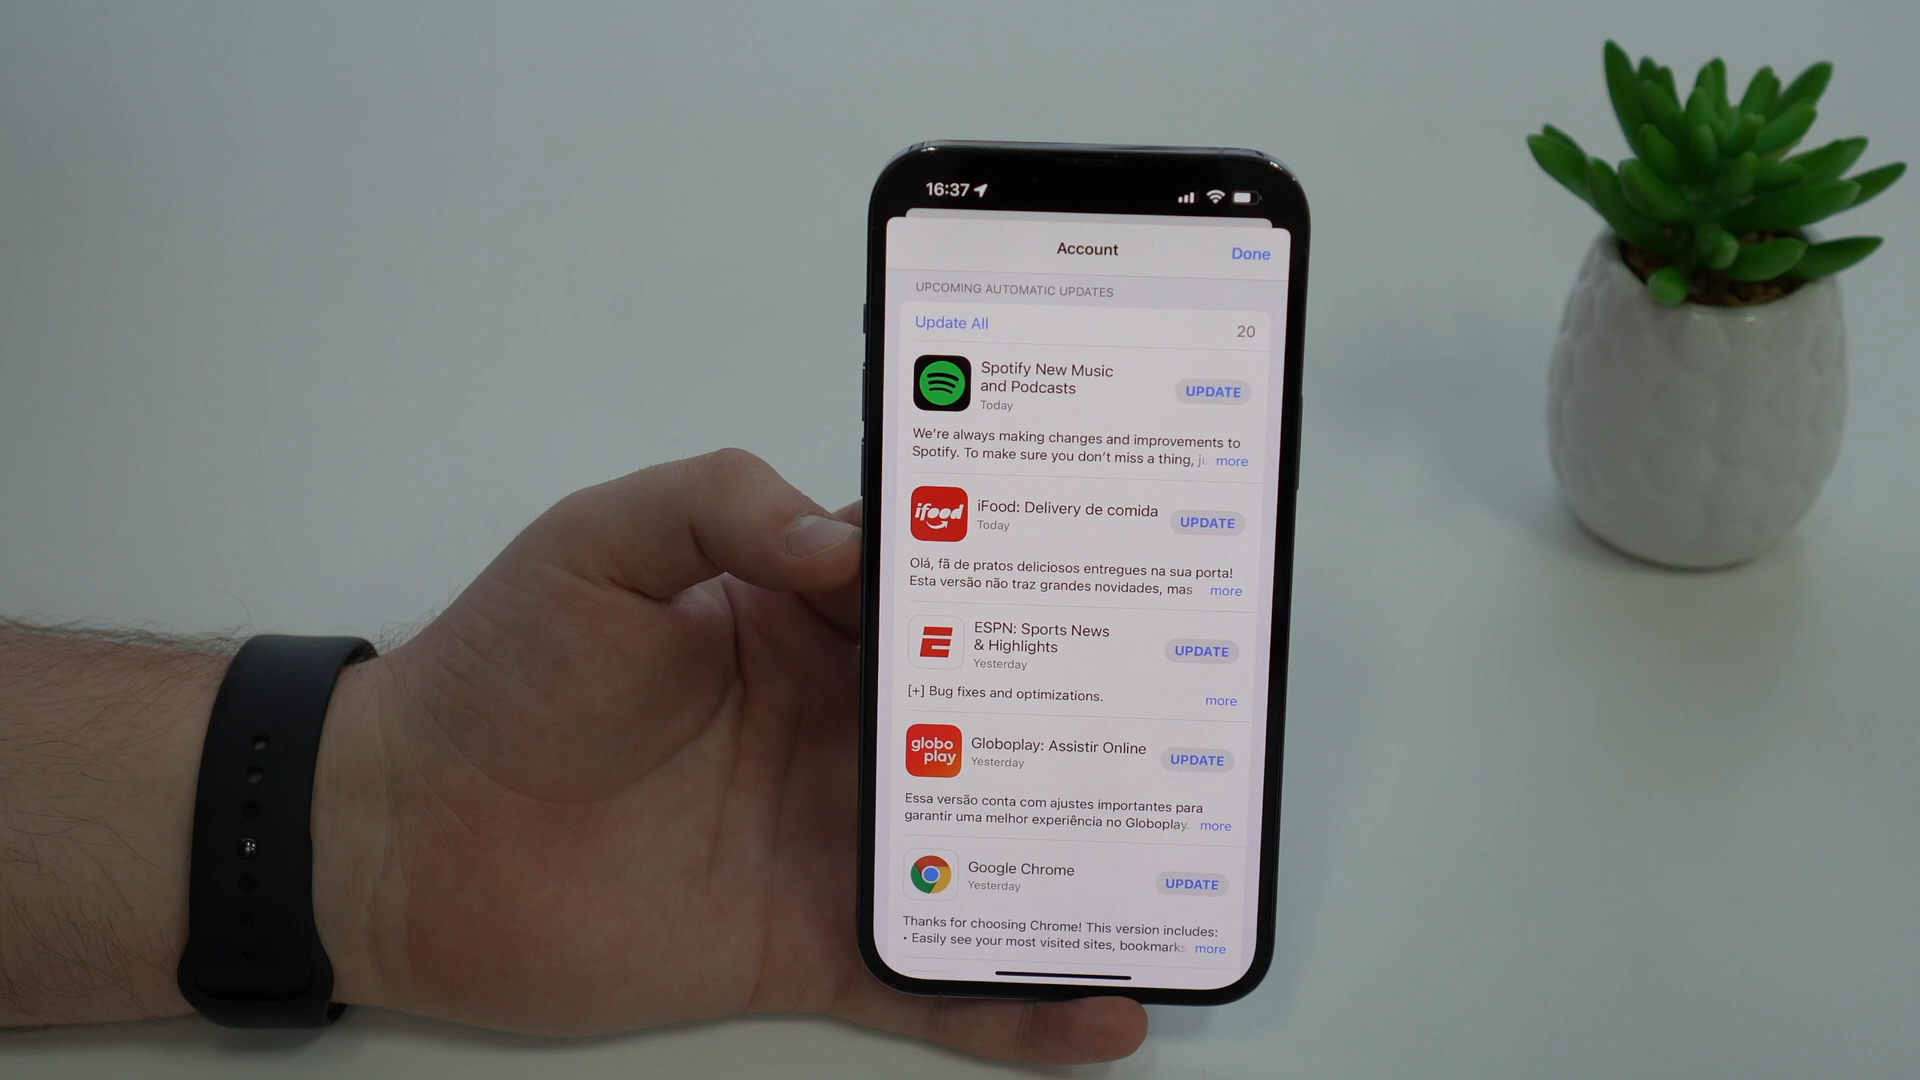 16:37
Account
Done
UPCOMING AUTOMATIC UPDATES
Update All
20
Spotify New Music
and Podcasts
Today
UPDATE
We're always making changes and improvements to
Spotify. To make sure you don't miss a thing, ju more
ifood
iFood: Delivery de comida
Today
UPDATE
Olá, fã de pratos deliciosos entregues na sua porta!
Esta versão não traz grandes novidades, mas more
ESPN: Sports News
& Highlights
Yesterday
UPDATE
[+] Bug fixes and optimizations. more
globo
play
Globoplay: Assistir Online
Yesterday
UPDATE
Essa versão conta com ajustes importantes para
garantir uma melhor experiência no Globoplay. more
Google Chrome
Yesterday
UPDATE
Thanks for choosing Chrome! This version includes:
• Easily see your most visited sites, bookmarks more